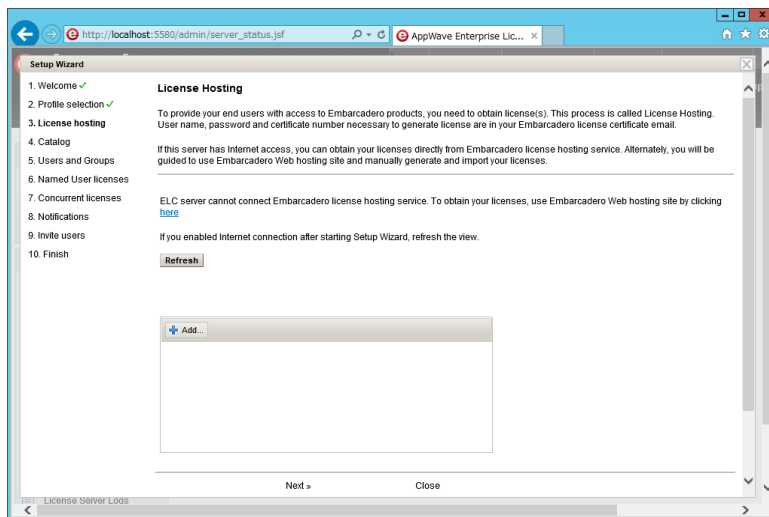 http://localhost:5580/admin/server_status.jsf
AppWave Enterprise Lic...
Setup Wizard
1. Welcome
2. Profile selection
3. License hosting
4. Catalog
5. Users and Groups
6. Named User licenses
7. Concurrent licenses
8. Notifications
9. Invite users
10. Finish
License Hosting
To provide your end users with access to Embarcadero products, you need to obtain license(s). This process is called License Hosting.
User name, password and certificate number necessary to generate license are in your Embarcadero license certificate email.
If this server has Internet access, you can obtain your licenses directly from Embarcadero license hosting service. Alternately, you will be
guided to use Embarcadero Web hosting site and manually generate and import your licenses.
ELC server cannot connect Embarcadero license hosting service. To obtain your licenses, use Embarcadero Web hosting site by clicking
here
If you enabled Internet connection after starting Setup Wizard, refresh the view.
Refresh
Add...
Next »
Close
License Server Logs